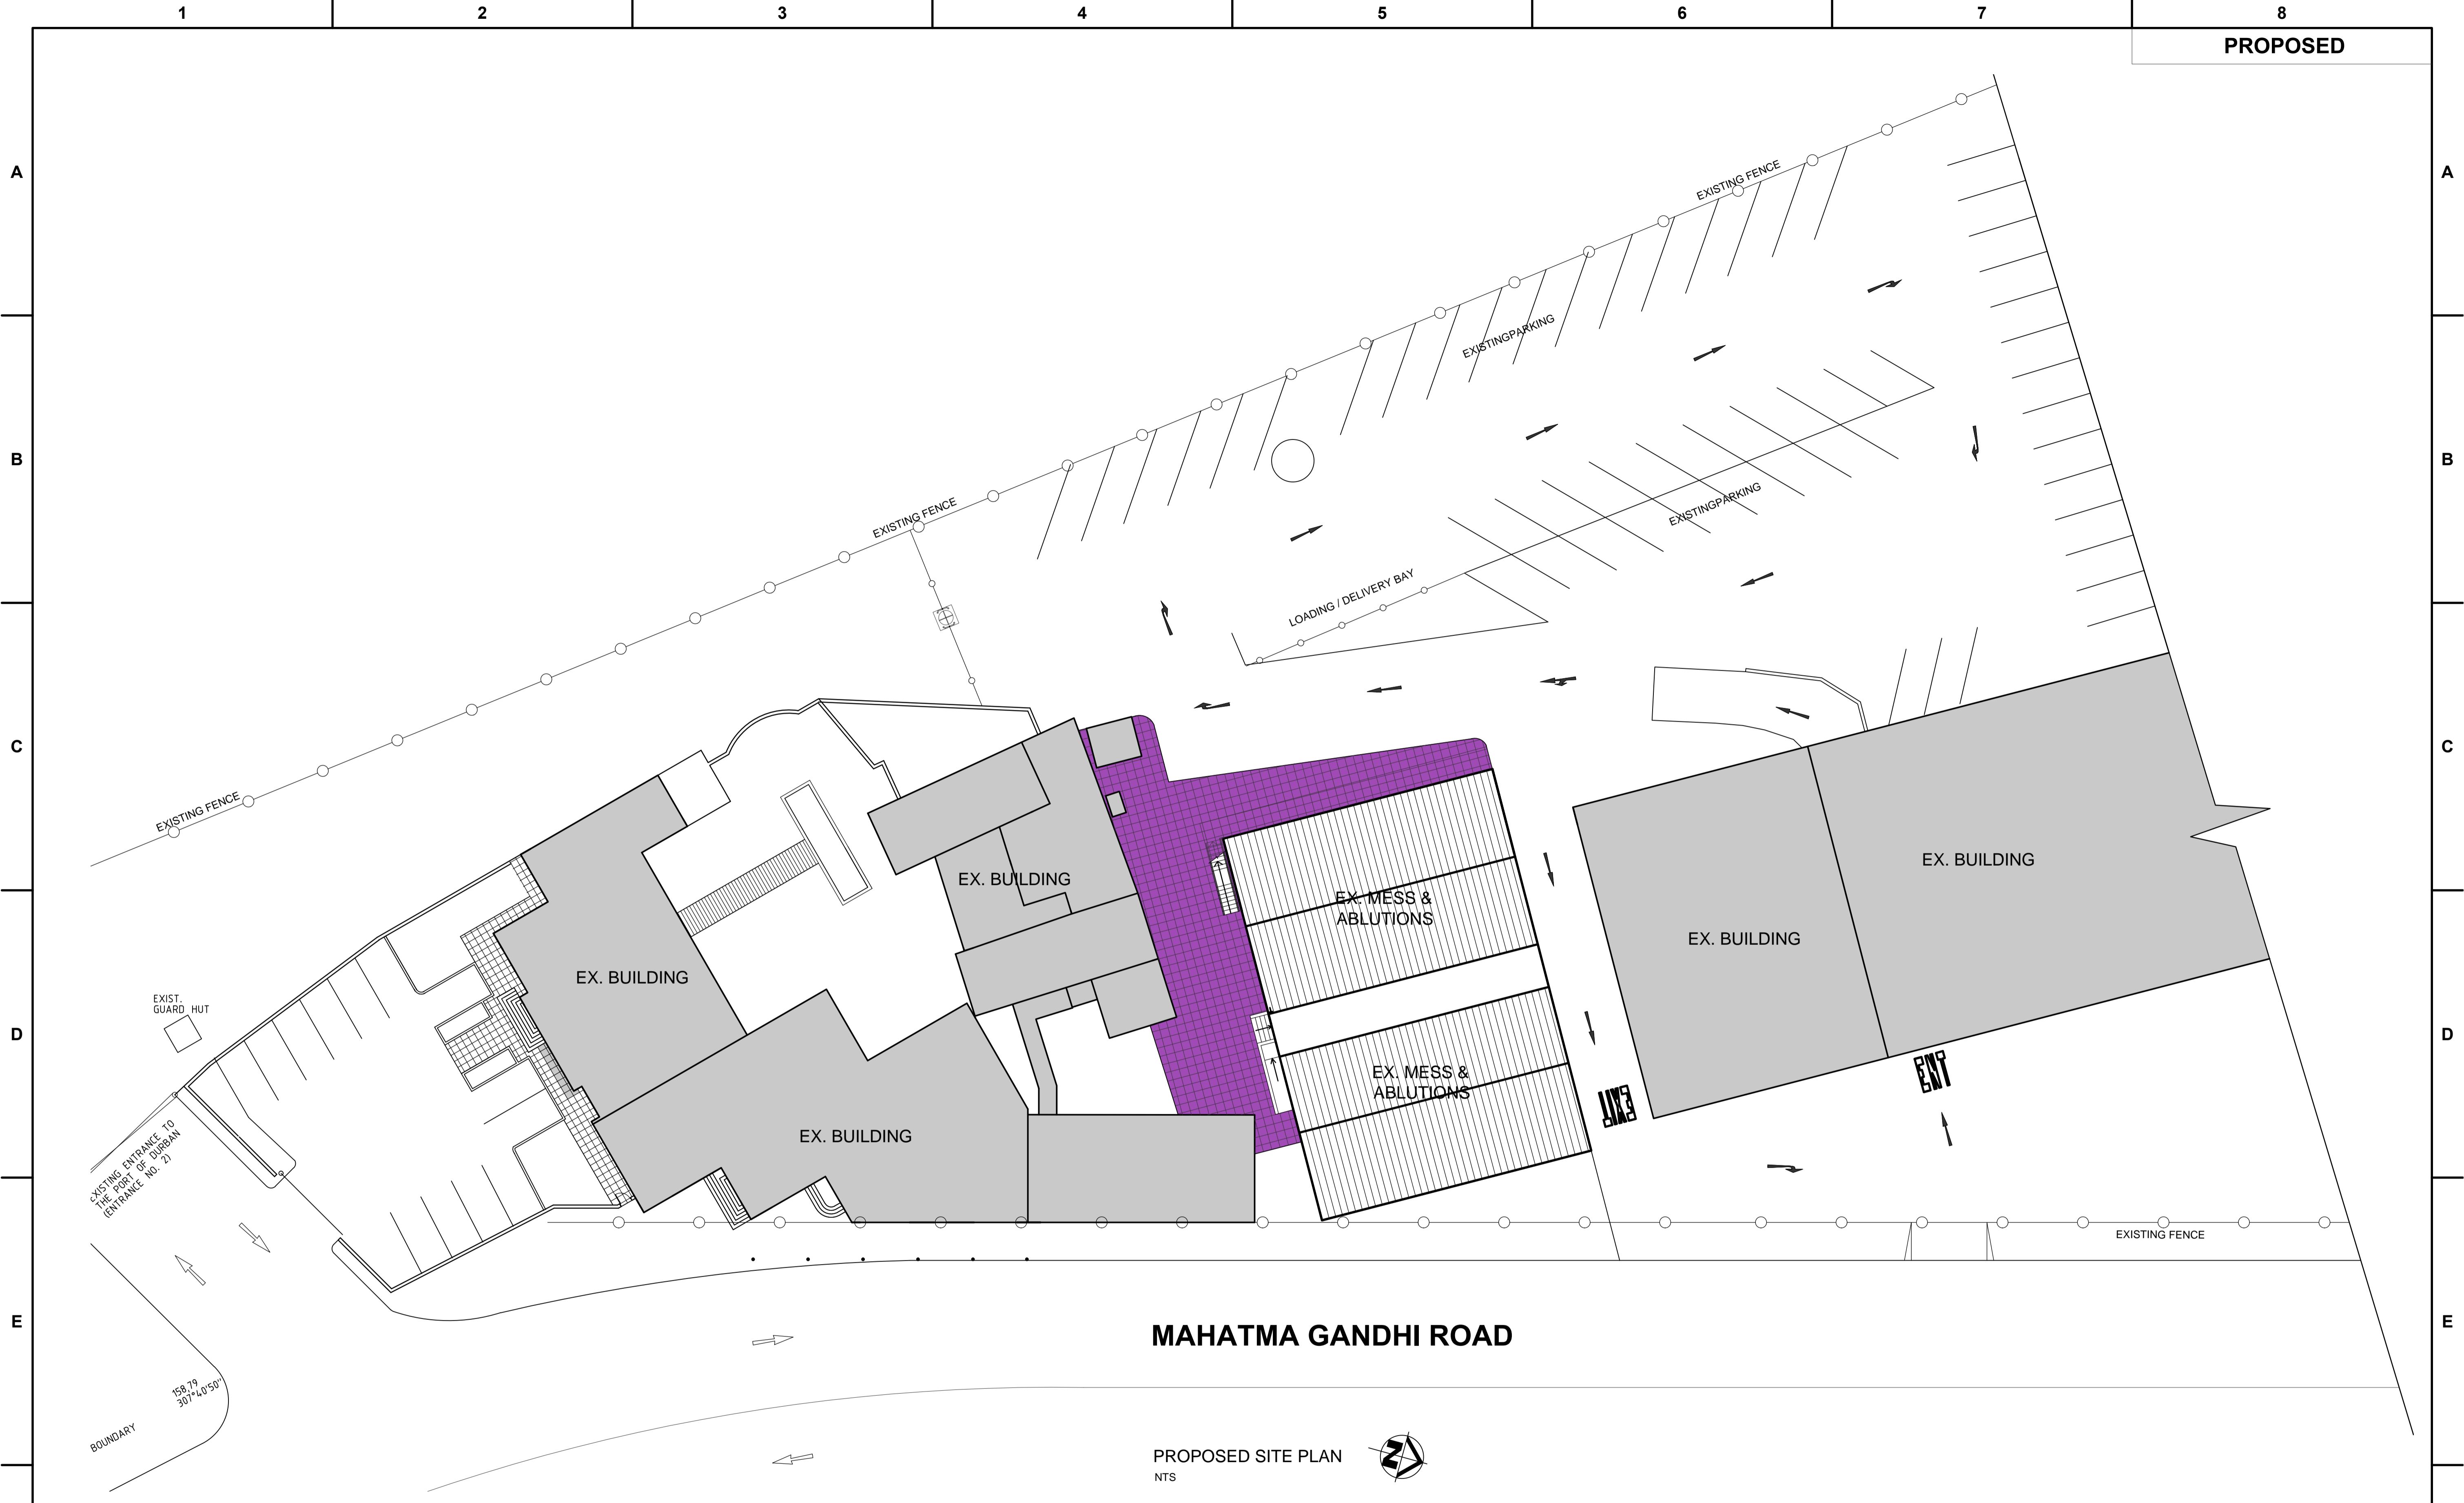 1 2 3 4 5 6 7 8
PROPOSED
A
A
EXISTING FENCE
EXISTINGPARKING
B
B
EXISTINGPARKING
EXISTING FENCE
LOADING / DELIVERY BAY
C
C
EXISTING FENCE
EX. BUILDING
EX. BUILDING
EX. MESS &
ABLUTIONS
EX. BUILDING
EX. BUILDING
EXIST.
GUARD HUT
D
D
EX. MESS &
ABLUTIONS
EXIT
ENT
EX. BUILDING
EXISTING ENTRANCE TO
THE PORT OF DURBAN
(ENTRANCE NO. 2)
EXISTING FENCE
E
E
MAHATMA GANDHI ROAD
158,79
307°40'50"
BOUNDARY
PROPOSED SITE PLAN
NTS
N